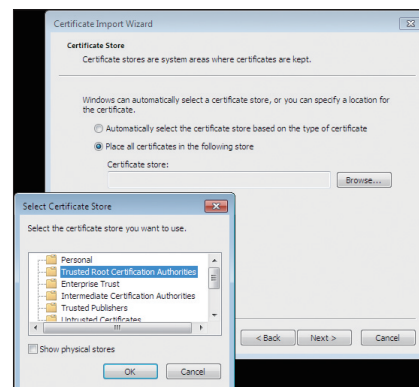 Certificate Import Wizard
Certificate Store
Certificate stores are system areas where certificates are kept.
Windows can automatically select a certificate store, or you can specify a location for
the certificate.
Automatically select the certificate store based on the type of certificate
Place all certificates in the following store
Certificate store:
Browse...
Select Certificate Store
Select the certificate store you want to use.
Personal
Trusted Root Certification Authorities
Enterprise Trust
Intermediate Certification Authorities
Trusted Publishers
Untrusted Certificates
Show physical stores
OK Cancel
< Back Next > Cancel